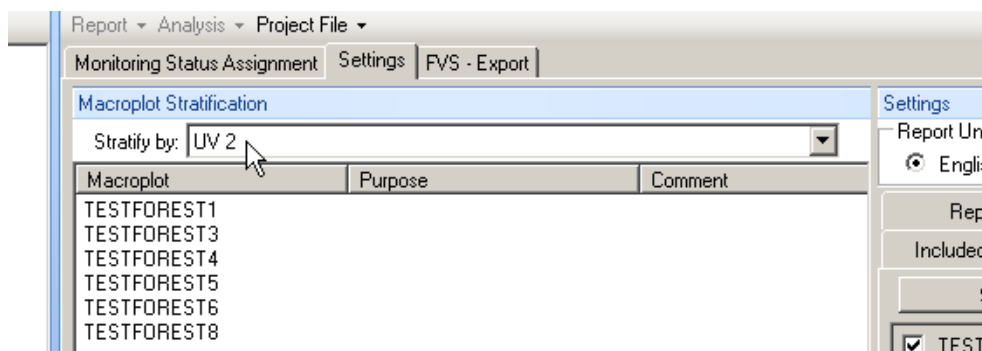 Report Analysis Project File
Monitoring Status Assignment Settings FVS - Export
Macroplot Stratification
Settings
Stratify by: UV 2
Report Un
Englis
Macroplot Purpose Comment
TESTFOREST1
TESTFOREST3
TESTFOREST4
TESTFOREST5
TESTFOREST6
TESTFOREST8
Rep
Included
TEST